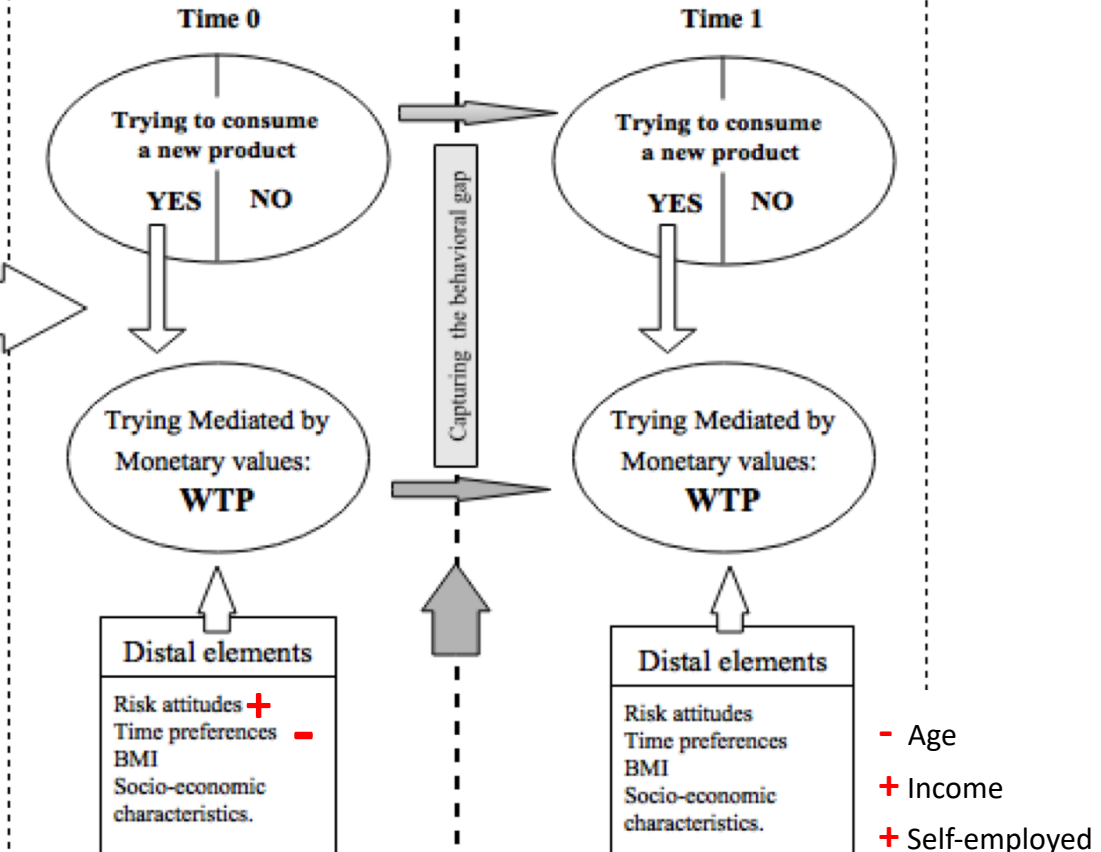 Time 0
Time 1
Trying to consume
a new product
YES NO
Trying to consume
a new product
YES NO
Capturing the behavioral gap
Trying Mediated by
Monetary values:
WTP
Trying Mediated by
Monetary values:
WTP
Distal elements
Risk attitudes +
Time preferences -
BMI
Socio-economic
characteristics.
Distal elements
Risk attitudes
Time preferences
BMI
Socio-economic
characteristics.
- Age
+ Income
+ Self-employed